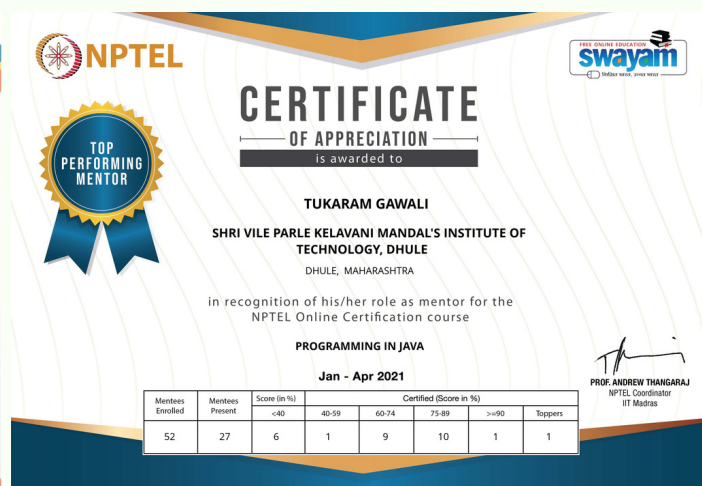 NPTEL
FREE ONLINE EDUCATION
swayam
शिक्षित भारत, उन्नत भारत
CERTIFICATE
OF APPRECIATION
is awarded to
TOP
PERFORMING
MENTOR
TUKARAM GAWALI
SHRI VILE PARLE KELAVANI MANDAL'S INSTITUTE OF
TECHNOLOGY, DHULE
DHULE, MAHARASHTRA
in recognition of his/her role as mentor for the
NPTEL Online Certification course
PROGRAMMING IN JAVA
Jan - Apr 2021
PROF. ANDREW THANGARAJ
NPTEL Coordinator
IIT Madras
Mentees Enrolled Mentees Present Score (in %) Certified (Score in %)
<40 40-59 60-74 75-89 >=90 Toppers
52 27 6 1 9 10 1 1